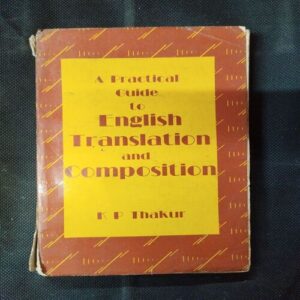 A Practical
Guide
to
English
Translation
and
Composition
K P Thakur